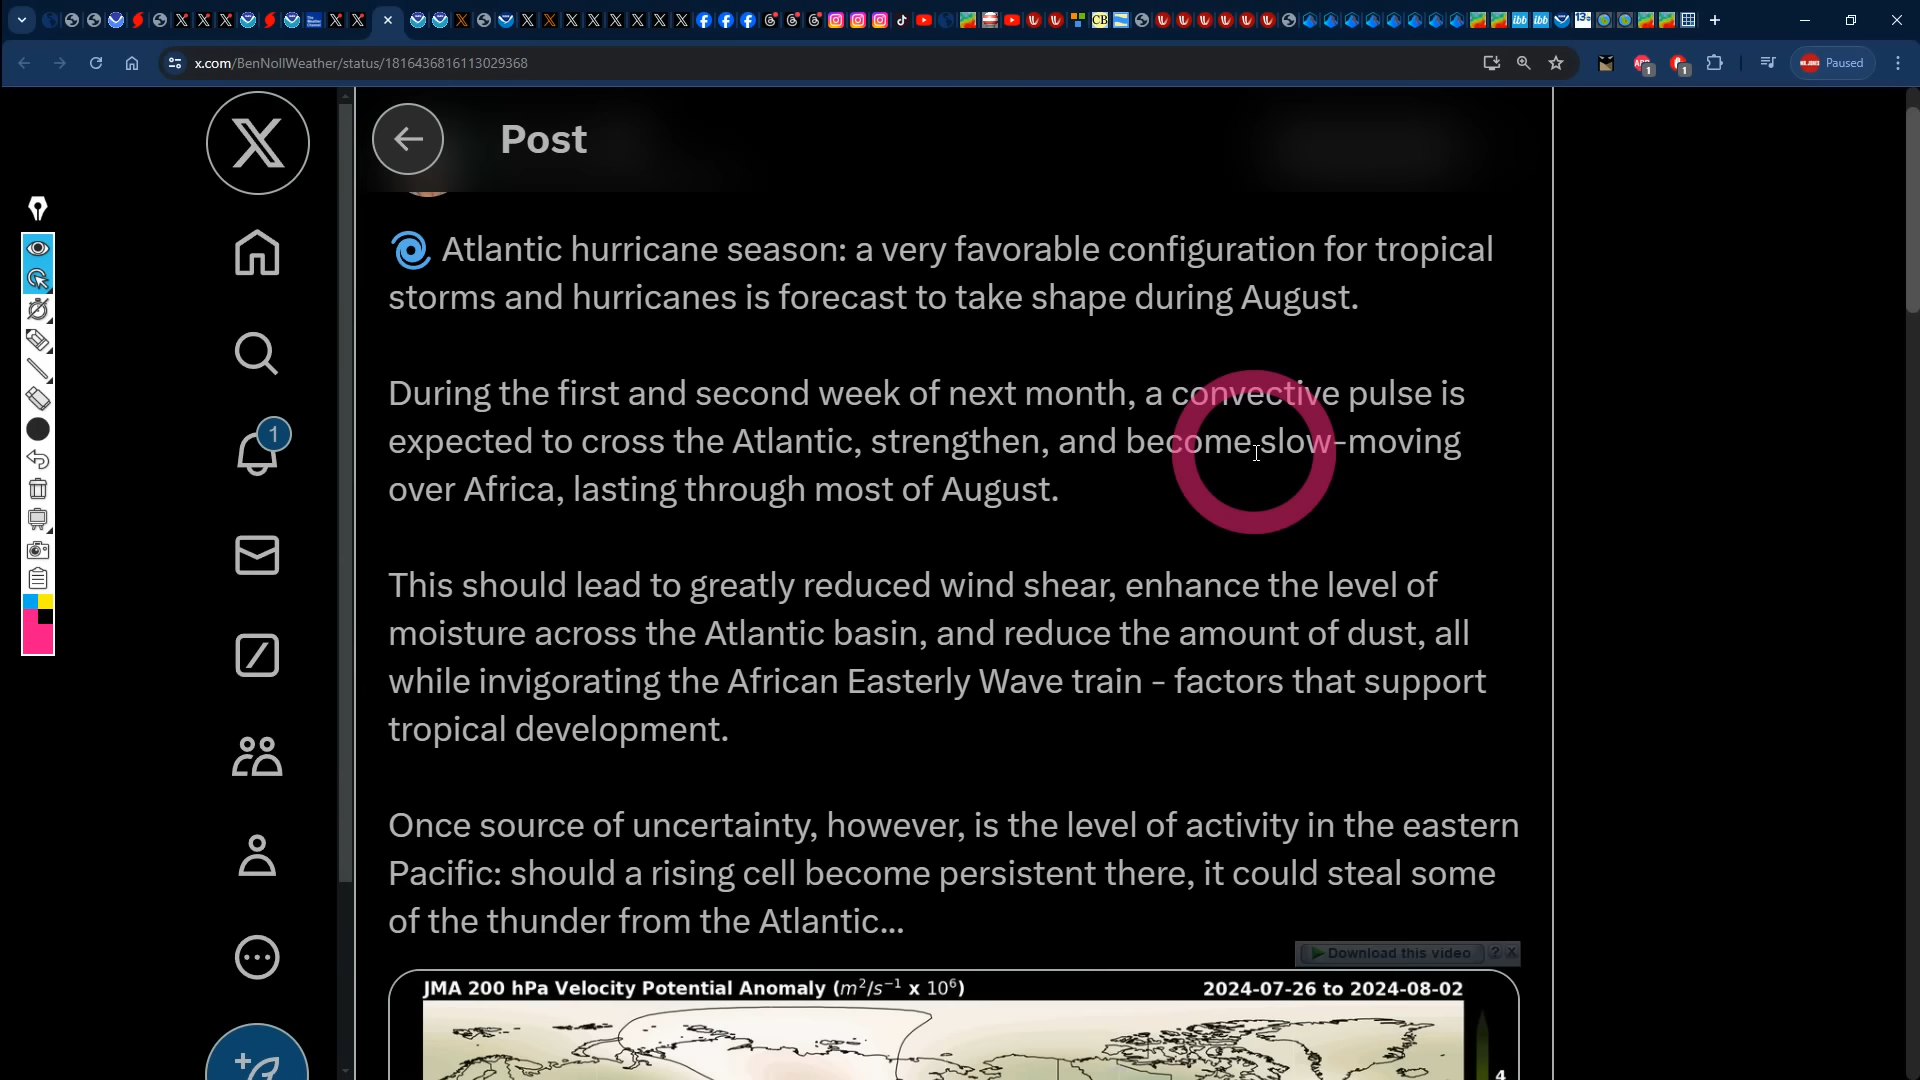 x.com/BenNollWeather/status/1816436816113029368
Paused
Post
1
Atlantic hurricane season: a very favorable configuration for tropical
storms and hurricanes is forecast to take shape during August.
During the first and second week of next month, a convective pulse is
expected to cross the Atlantic, strengthen, and become slow-moving
over Africa, lasting through most of August.
This should lead to greatly reduced wind shear, enhance the level of
moisture across the Atlantic basin, and reduce the amount of dust, all
while invigorating the African Easterly Wave train - factors that support
tropical development.
Once source of uncertainty, however, is the level of activity in the eastern
Pacific: should a rising cell become persistent there, it could steal some
of the thunder from the Atlantic...
Download this video
JMA 200 hPa Velocity Potential Anomaly (m²/s⁻¹ x 10⁶)
2024-07-26 to 2024-08-02
4